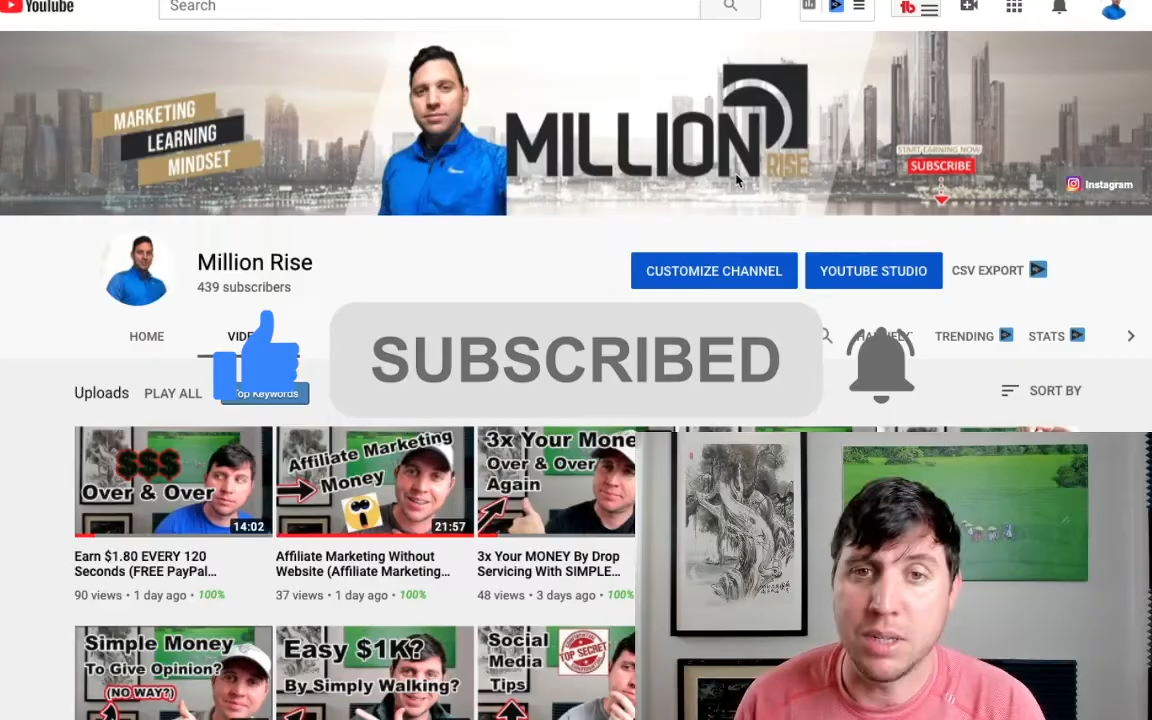 YouTube
Search
MARKETING
LEARNING
MINDSET
MILLION
RISE
START EARNING NOW
SUBSCRIBE
Instagram
Million Rise
439 subscribers
CUSTOMIZE CHANNEL
YOUTUBE STUDIO
CSV EXPORT
HOME
TRENDING
STATS
SUBSCRIBED
Uploads
PLAY ALL
Top Keywords
SORT BY
$$$
Over & Over
14:02
Affiliate Marketing
Money
21:57
3x Your Mone
Over & Over
Again
Earn $1.80 EVERY 120
Seconds (FREE PayPal...
90 views • 1 day ago • 100%
Affiliate Marketing Without
Website (Affiliate Marketing...
37 views • 1 day ago • 100%
3x Your MONEY By Drop
Servicing With SIMPLE...
48 views • 3 days ago • 100%
Simple Money
To Give Opinion?
(NO WAY?)
Easy $1K?
By Simply Walking?
Social
Media
Tips
TOP SECRET